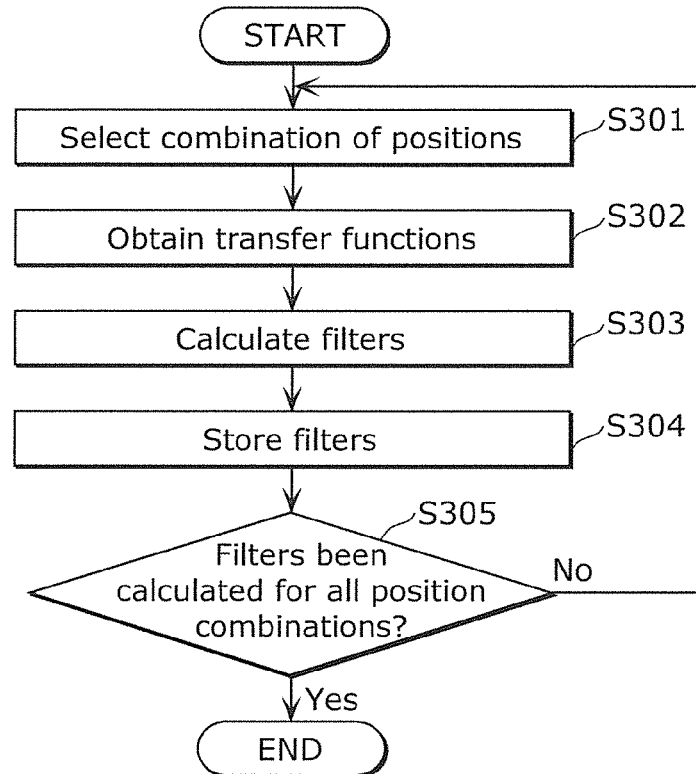 START
Select combination of positions
S301
Obtain transfer functions
S302
Calculate filters
S303
Store filters
S304
S305
Filters been
calculated for all position
combinations?
No
Yes
END